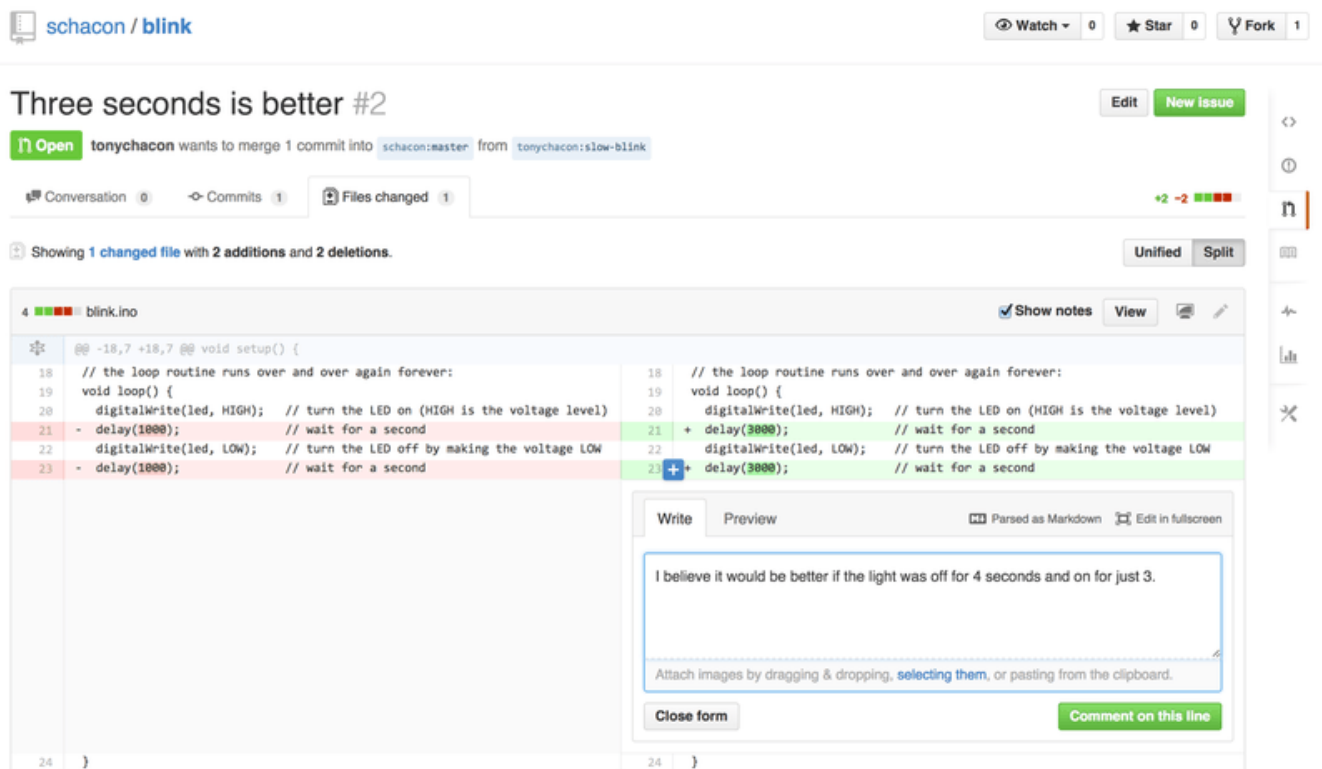 schacon / blink
Watch 0 Star 0 Fork 1
Three seconds is better #2
Edit New issue
Open tonychacon wants to merge 1 commit into schacon:master from tonychacon:slow-blink
Conversation 0 Commits 1 Files changed 1 +2 −2
Showing 1 changed file with 2 additions and 2 deletions.
Unified Split
4 blink.ino Show notes View
@@ -18,7 +18,7 @@ void setup() {
18 // the loop routine runs over and over again forever:
19 void loop() {
20 digitalWrite(led, HIGH); // turn the LED on (HIGH is the voltage level)
21 - delay(1000); // wait for a second
22 digitalWrite(led, LOW); // turn the LED off by making the voltage LOW
23 - delay(1000); // wait for a second
24 }
18 // the loop routine runs over and over again forever:
19 void loop() {
20 digitalWrite(led, HIGH); // turn the LED on (HIGH is the voltage level)
21 + delay(3000); // wait for a second
22 digitalWrite(led, LOW); // turn the LED off by making the voltage LOW
23 + delay(3000); // wait for a second
Write Preview Parsed as Markdown Edit in fullscreen
I believe it would be better if the light was off for 4 seconds and on for just 3.
Attach images by dragging & dropping, selecting them, or pasting from the clipboard.
Close form Comment on this line
24 }